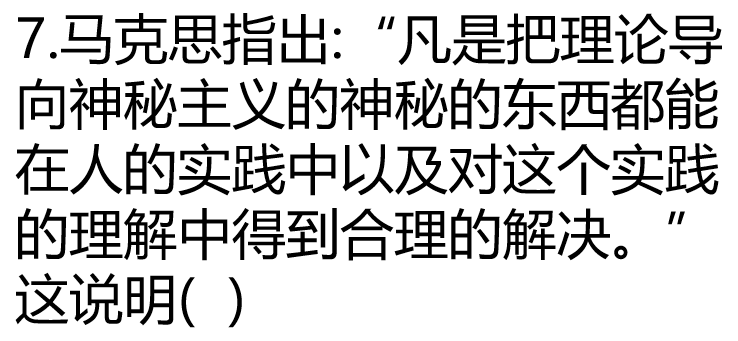 7.马克思指出:“凡是把理论导
向神秘主义的神秘的东西都能
在人的实践中以及对这个实践
的理解中得到合理的解决。”
这说明( )